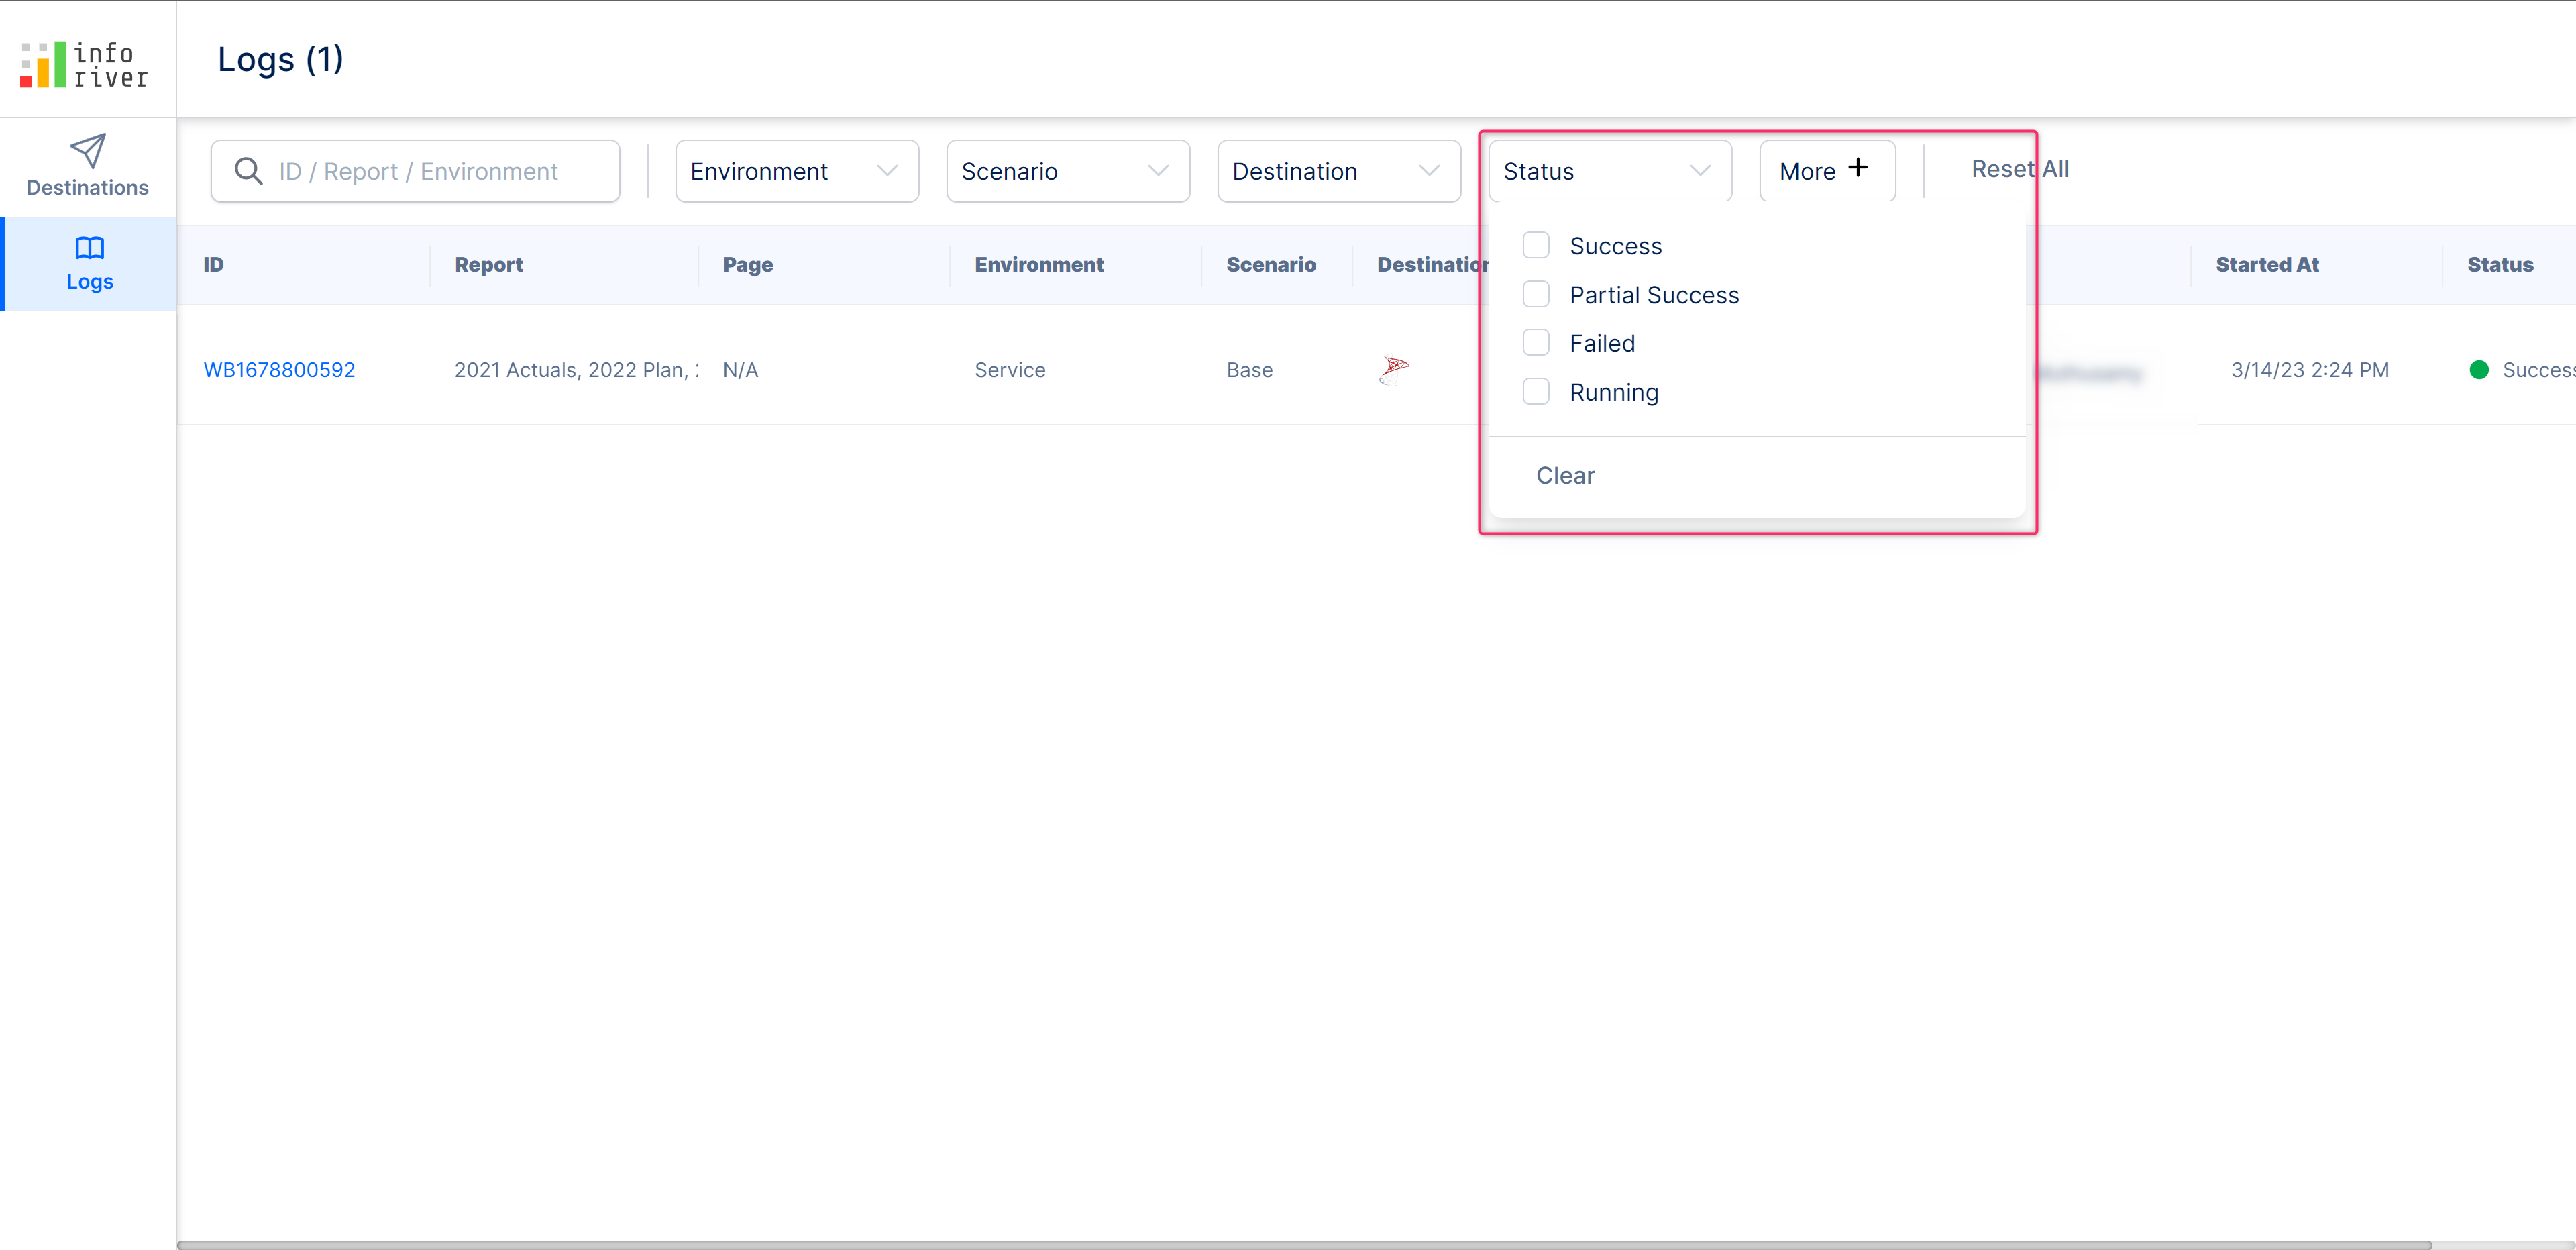 info
river
Logs (1)
Destinations
Logs
ID / Report / Environment
Environment
Scenario
Destination
Status
More +
Reset All
Success
Partial Success
Failed
Running
Clear
ID Report Page Environment Scenario Destination Started At Status
WB1678800592 2021 Actuals, 2022 Plan, N/A Service Base 3/14/23 2:24 PM Success